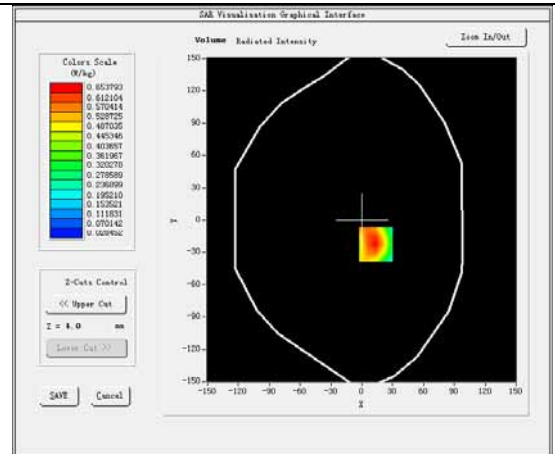 SAR Visualisation Graphical Interface
Volume Radiated Intensity
Zoom In/Out
Colors Scale
(W/kg)
0.653793
0.612104
0.570414
0.528725
0.487035
0.445346
0.403657
0.361967
0.320278
0.278589
0.236899
0.195210
0.153521
0.111831
0.070142
0.028452
Z-Cuts Control
<< Upper Cut
Z = 4.0 mm
Lower Cut >>
SAVE
Cancel
150
120
90
60
30
0
-30
-60
-90
-120
-150
Y
-150 -120 -90 -60 -30 0 30 60 90 120 150
X